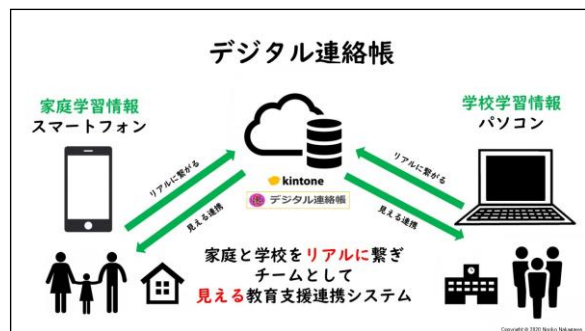 デジタル連絡帳
家庭学習情報
スマートフォン
学校学習情報
パソコン
リアルに繋がる
見える連携
リアルに繋がる
見える連携
kintone
デジタル連絡帳
家庭と学校をリアルに繋ぎ
チームとして
見える教育支援連携システム
Copyright © 2020 Noriko Nakagawa